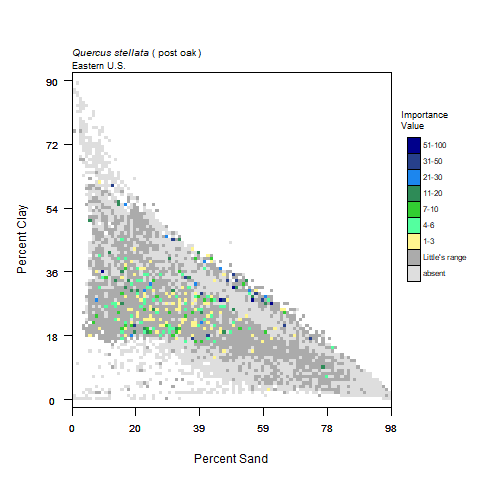 Quercus stellata ( post oak )
Eastern U.S.
90
72
54
36
18
0
0
20
39
59
78
98
Percent Clay
Percent Sand
Importance
Value
51-100
31-50
21-30
11-20
7-10
4-6
1-3
Little's range
absent